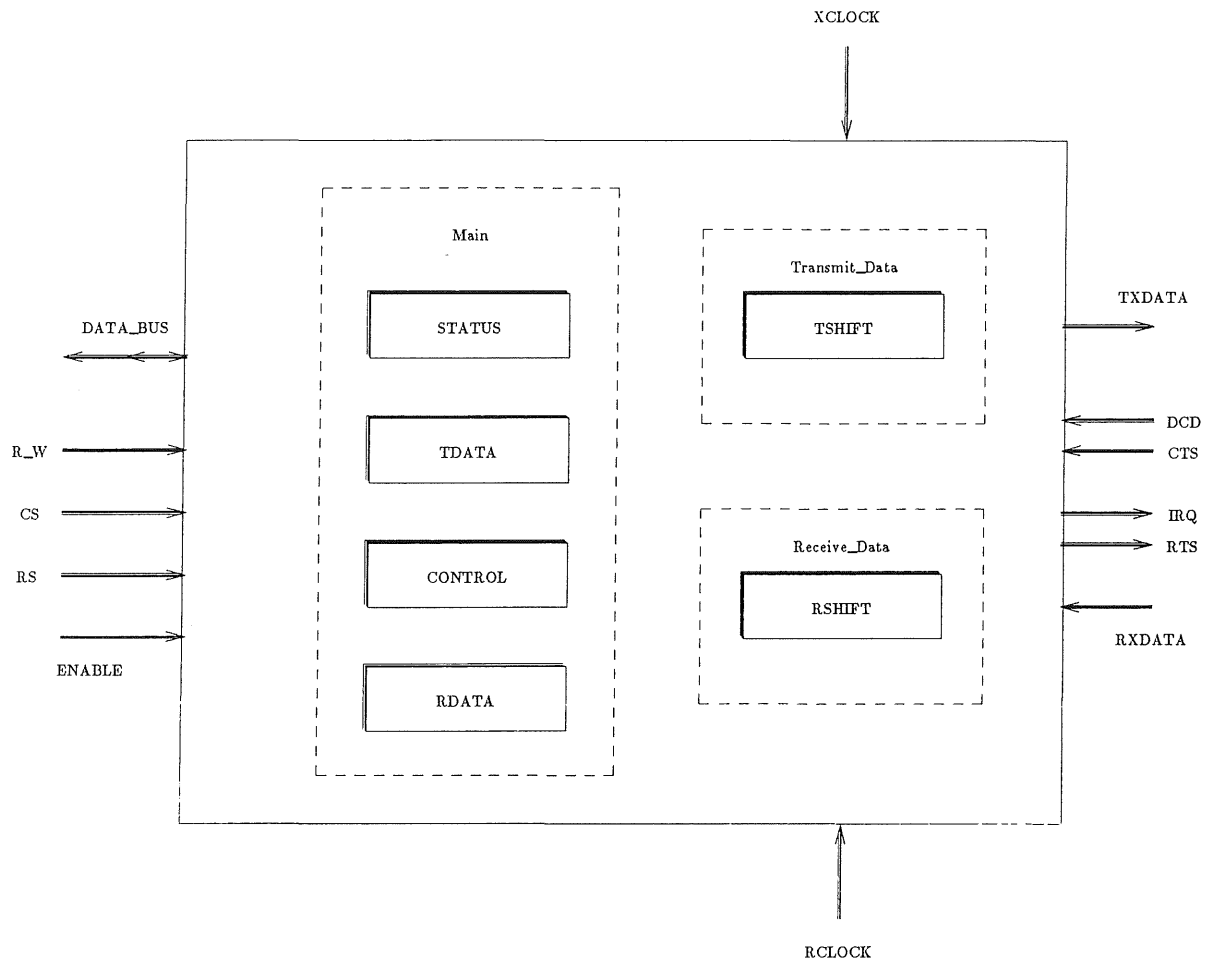 XCLOCK
Main
Transmit_Data
STATUS
TSHIFT
TXDATA
DATA_BUS
R_W
TDATA
DCD
CTS
CS
IRQ
RTS
Receive_Data
RS
CONTROL
RSHIFT
RXDATA
ENABLE
RDATA
RCLOCK